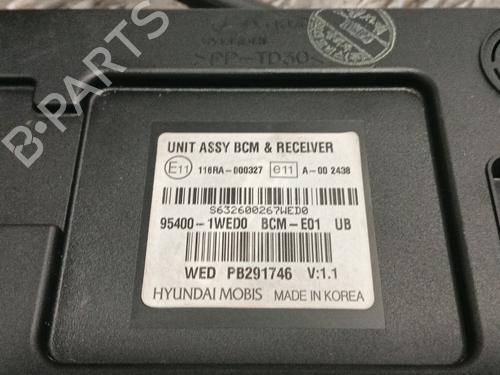 >PP-TD30<
UNIT ASSY BCM & RECEIVER
E11 116RA-000327 e11 A-00 2438
S632600267WED0
95400-1WED0 BCM-E01 UB
WED PB291746 V:1.1
HYUNDAI MOBIS MADE IN KOREA
B-PARTS